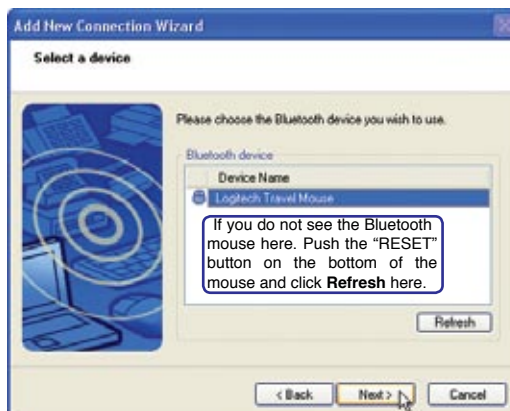 Add New Connection Wizard
Select a device
Please choose the Bluetooth device you wish to use.
Bluetooth device
Device Name
Logitech Travel Mouse
If you do not see the Bluetooth
mouse here. Push the “RESET”
button on the bottom of the
mouse and click Refresh here.
Refresh
< Back
Next >
Cancel